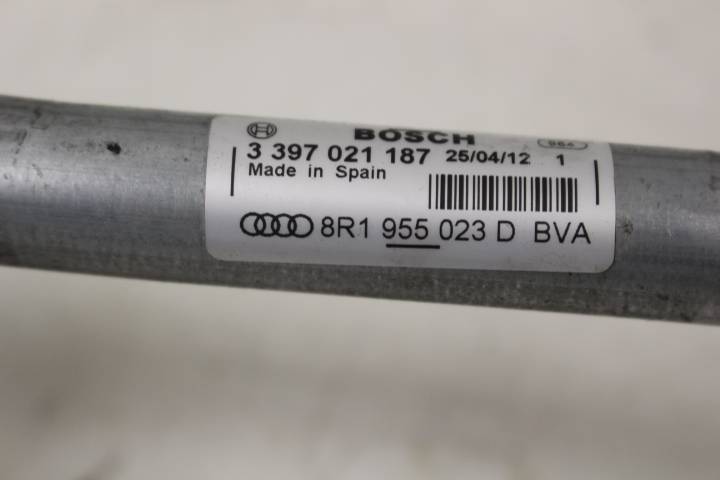 BOSCH
3 397 021 187 25/04/12 1
Made in Spain
8R1 955 023 D BVA